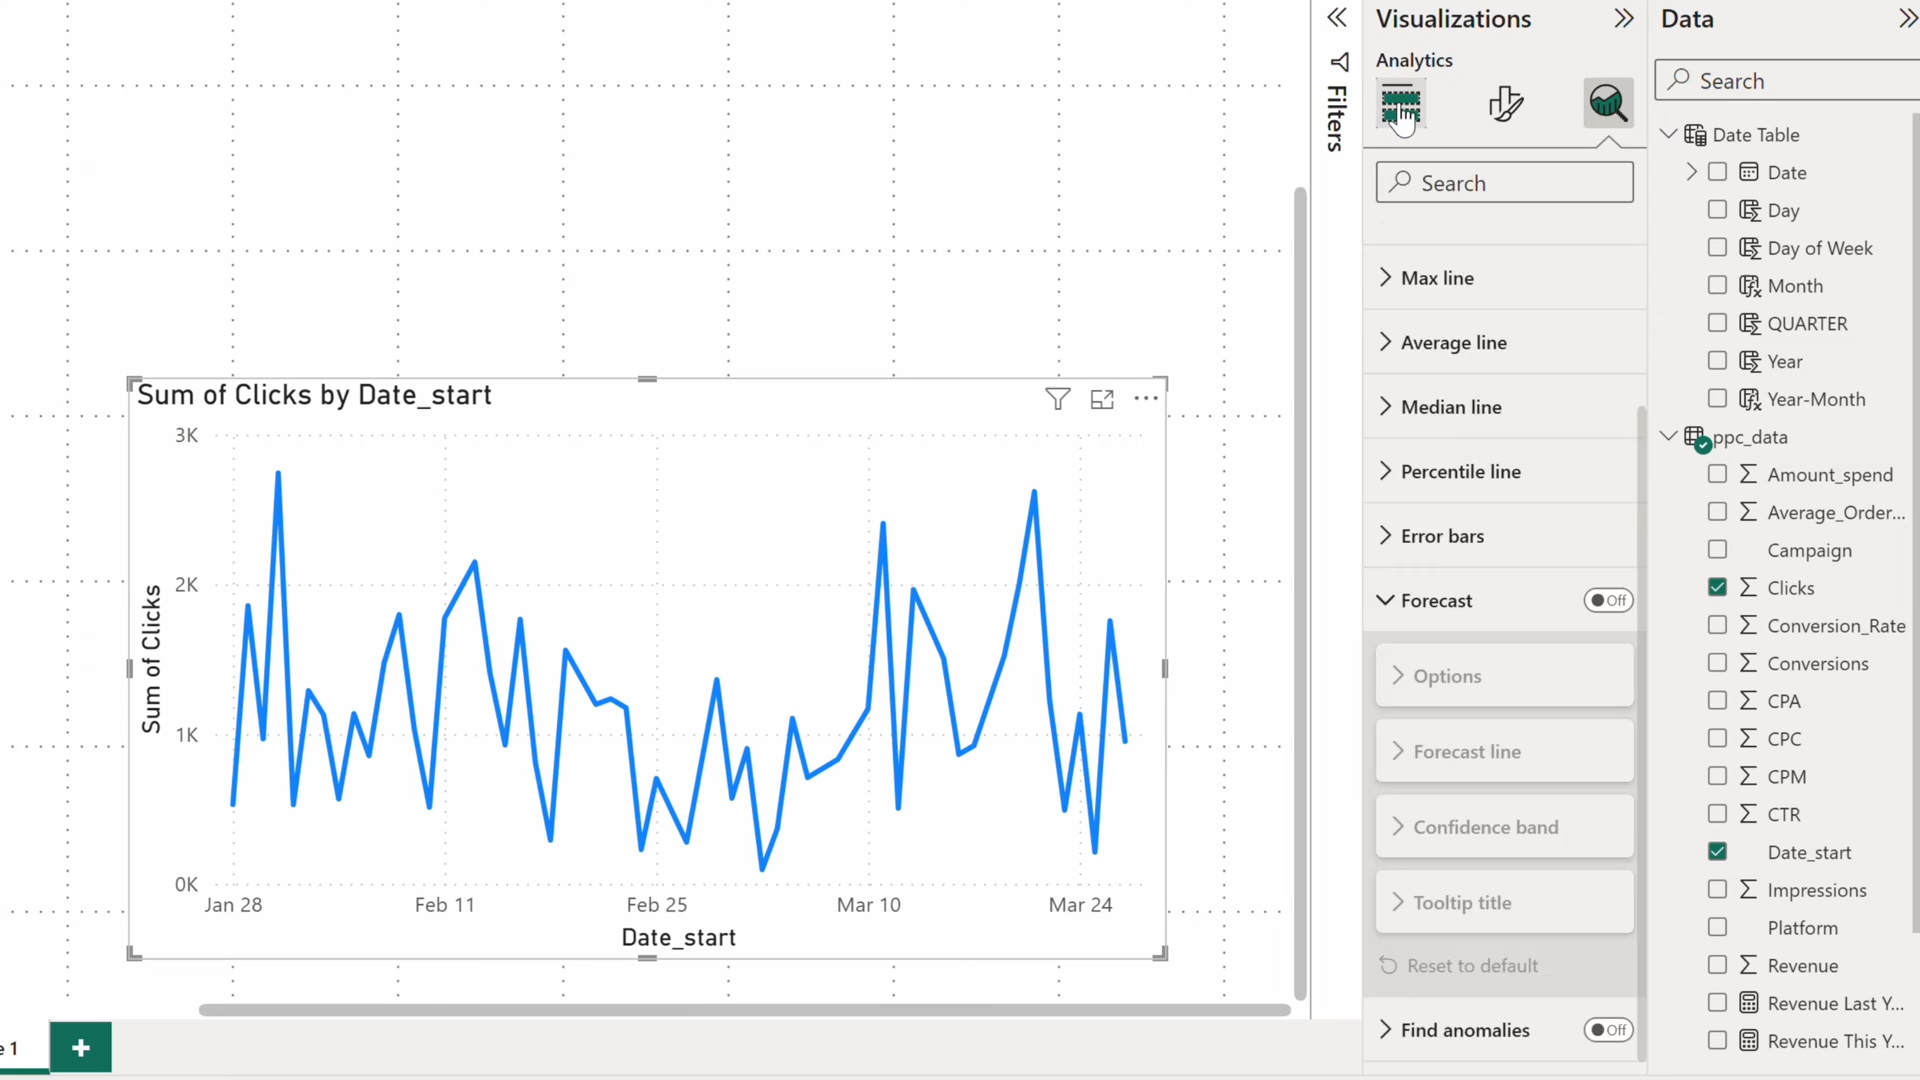 Sum of Clicks by Date_start
3K
2K
1K
0K
Sum of Clicks
Jan 28
Feb 11
Feb 25
Mar 10
Mar 24
Date_start
e 1
+
Filters
Visualizations
Analytics
Search
Max line
Average line
Median line
Percentile line
Error bars
Forecast
Off
Options
Forecast line
Confidence band
Tooltip title
Reset to default
Find anomalies
Off
Data
Search
Date Table
Date
Day
Day of Week
Month
QUARTER
Year
Year-Month
ppc_data
Amount_spend
Average_Order...
Campaign
Clicks
Conversion_Rate
Conversions
CPA
CPC
CPM
CTR
Date_start
Impressions
Platform
Revenue
Revenue Last Y...
Revenue This Y...